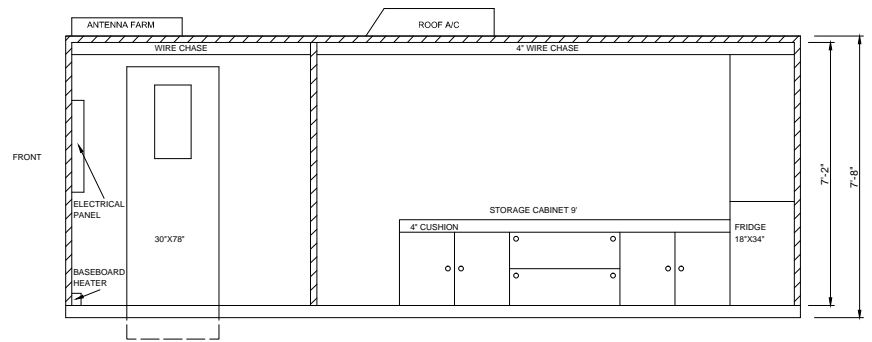 ANTENNA FARM
ROOF A/C
WIRE CHASE
4" WIRE CHASE
FRONT
7'-2"
7'-8"
ELECTRICAL
PANEL
STORAGE CABINET 9'
4" CUSHION
FRIDGE
18"X34"
30"X78"
BASEBOARD
HEATER